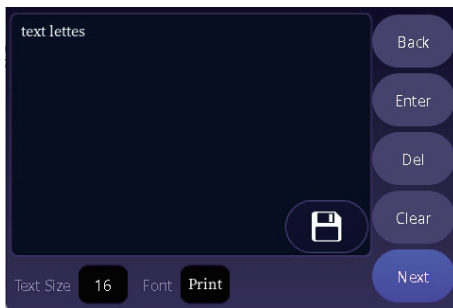 text lettes
Back
Enter
Del
Clear
Next
Text Size 16 Font Print